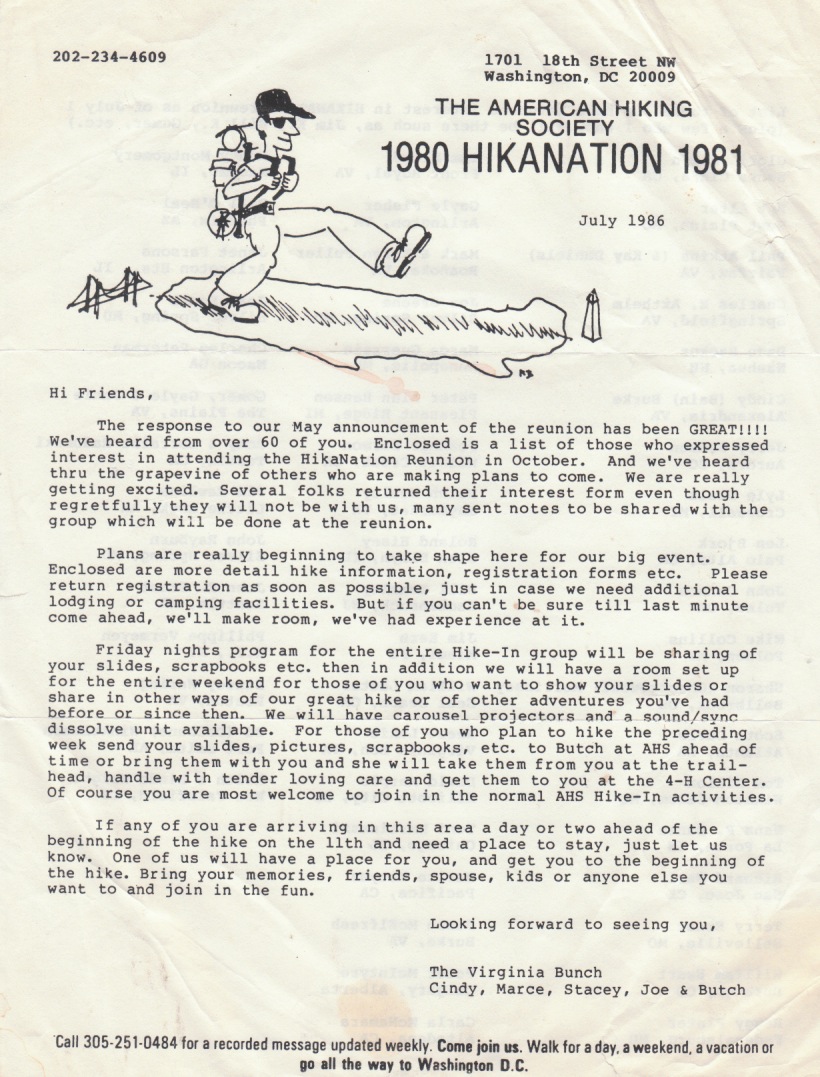 202-234-4609
1701 18th Street NW
Washington, DC 20009
THE AMERICAN HIKING
SOCIETY
1980 HIKANATION 1981
July 1986
Hi Friends,
The response to our May announcement of the reunion has been GREAT!!!!
We've heard from over 60 of you. Enclosed is a list of those who expressed
interest in attending the HikaNation Reunion in October. And we've heard
thru the grapevine of others who are making plans to come. We are really
getting excited. Several folks returned their interest form even though
regretfully they will not be with us, many sent notes to be shared with the
group which will be done at the reunion.
Plans are really beginning to take shape here for our big event.
Enclosed are more detail hike information, registration forms etc. Please
return registration as soon as possible, just in case we need additional
lodging or camping facilities. But if you can't be sure till last minute
come ahead, we'll make room, we've had experience at it.
Friday nights program for the entire Hike-In group will be sharing of
your slides, scrapbooks etc. then in addition we will have a room set up
for the entire weekend for those of you who want to show your slides or
share in other ways of our great hike or of other adventures you've had
before or since then. We will have carousel projectors and a sound/sync
dissolve unit available. For those of you who plan to hike the preceding
week send your slides, pictures, scrapbooks, etc. to Butch at AHS ahead of
time or bring them with you and she will take them from you at the trail-
head, handle with tender loving care and get them to you at the 4-H Center.
Of course you are most welcome to join in the normal AHS Hike-In activities.
If any of you are arriving in this area a day or two ahead of the
beginning of the hike on the 11th and need a place to stay, just let us
know. One of us will have a place for you, and get you to the beginning of
the hike. Bring your memories, friends, spouse, kids or anyone else you
want to and join in the fun.
Looking forward to seeing you,
The Virginia Bunch
Cindy, Marce, Stacey, Joe & Butch
Call 305-251-0484 for a recorded message updated weekly. Come join us. Walk for a day, a weekend, a vacation or
go all the way to Washington D.C.